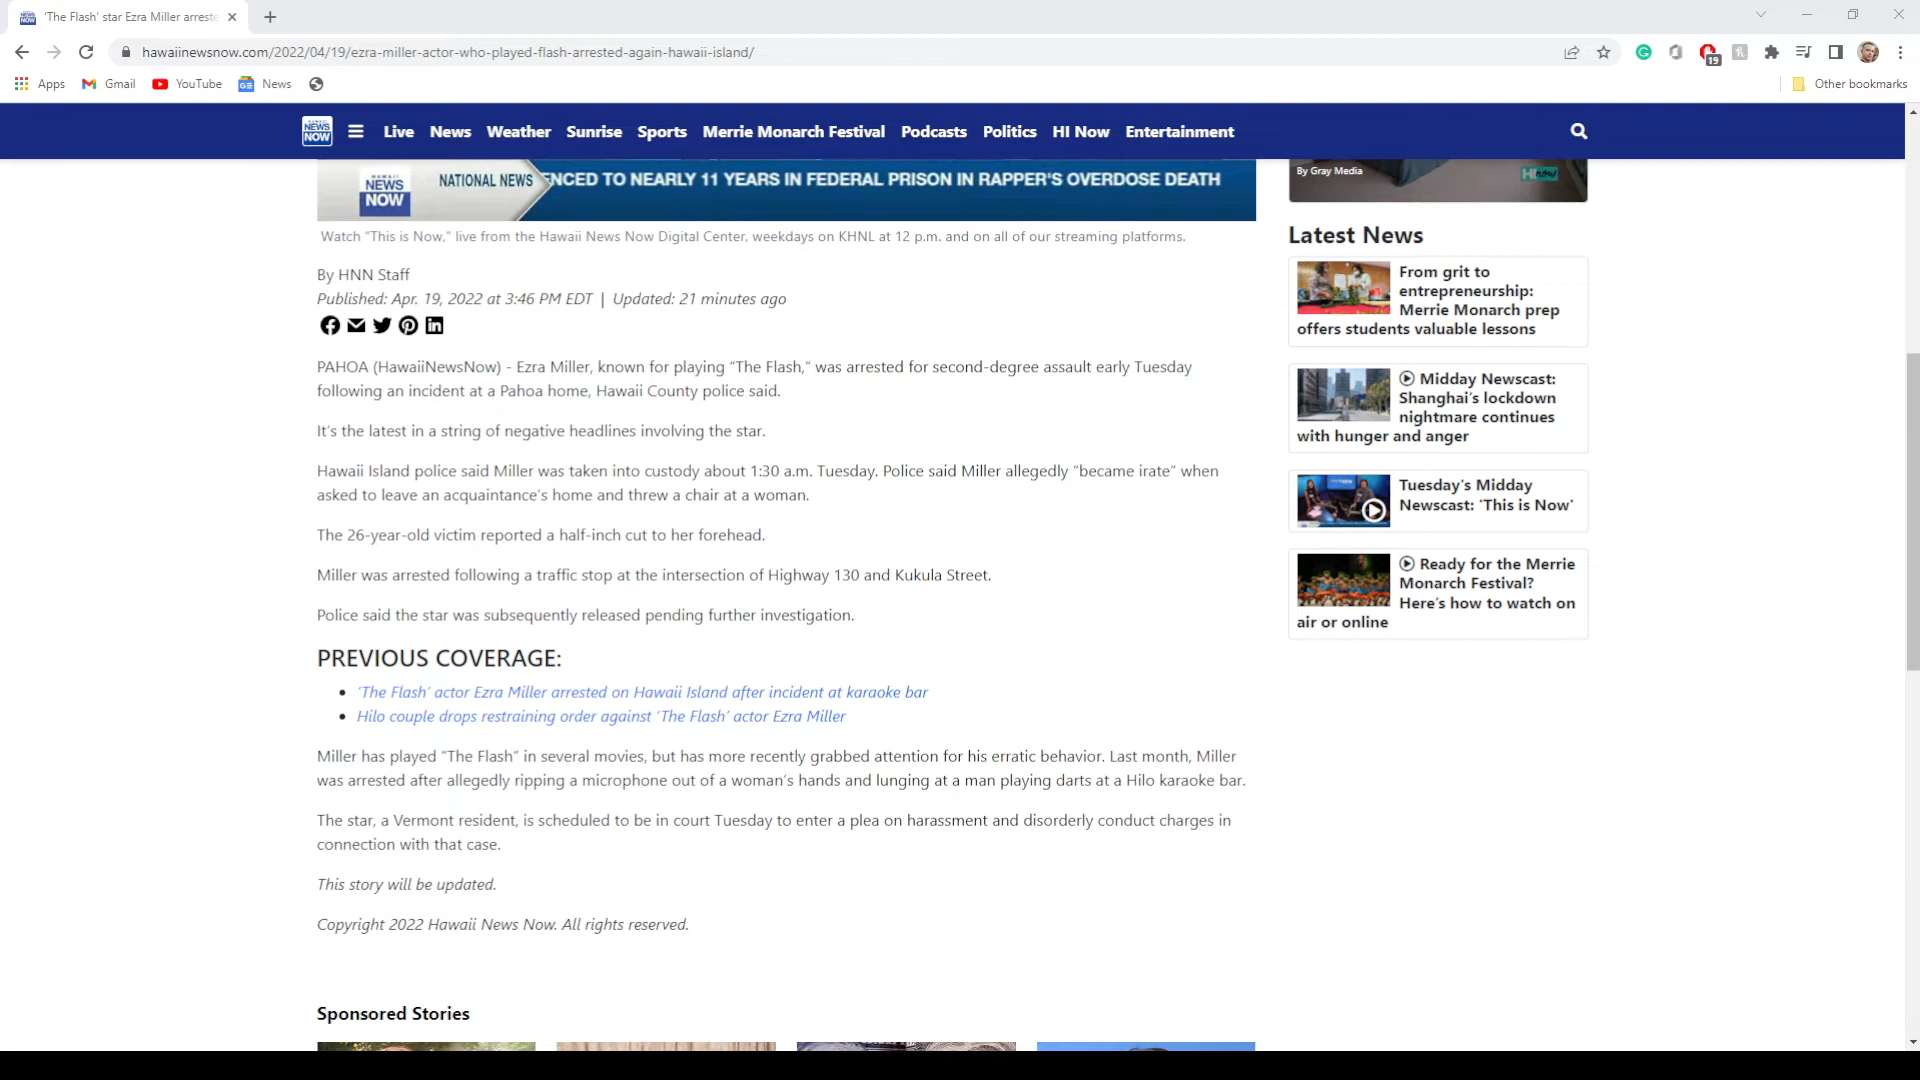 'The Flash' star Ezra Miller arreste
hawaiinewsnow.com/2022/04/19/ezra-miller-actor-who-played-flash-arrested-again-hawaii-island/
19
Apps Gmail YouTube News Other bookmarks
HAWAII NEWS NOW Live News Weather Sunrise Sports Merrie Monarch Festival Podcasts Politics HI Now Entertainment
HAWAII NEWS NOW NATIONAL NEWS ENCED TO NEARLY 11 YEARS IN FEDERAL PRISON IN RAPPER'S OVERDOSE DEATH
Watch “This is Now,” live from the Hawaii News Now Digital Center, weekdays on KHNL at 12 p.m. and on all of our streaming platforms.
By HNN Staff
Published: Apr. 19, 2022 at 3:46 PM EDT | Updated: 21 minutes ago
PAHOA (HawaiiNewsNow) - Ezra Miller, known for playing “The Flash,” was arrested for second-degree assault early Tuesday
following an incident at a Pahoa home, Hawaii County police said.
It’s the latest in a string of negative headlines involving the star.
Hawaii Island police said Miller was taken into custody about 1:30 a.m. Tuesday. Police said Miller allegedly “became irate” when
asked to leave an acquaintance’s home and threw a chair at a woman.
The 26-year-old victim reported a half-inch cut to her forehead.
Miller was arrested following a traffic stop at the intersection of Highway 130 and Kukula Street.
Police said the star was subsequently released pending further investigation.
PREVIOUS COVERAGE:
• ‘The Flash’ actor Ezra Miller arrested on Hawaii Island after incident at karaoke bar
• Hilo couple drops restraining order against ‘The Flash’ actor Ezra Miller
Miller has played “The Flash” in several movies, but has more recently grabbed attention for his erratic behavior. Last month, Miller
was arrested after allegedly ripping a microphone out of a woman’s hands and lunging at a man playing darts at a Hilo karaoke bar.
The star, a Vermont resident, is scheduled to be in court Tuesday to enter a plea on harassment and disorderly conduct charges in
connection with that case.
This story will be updated.
Copyright 2022 Hawaii News Now. All rights reserved.
Sponsored Stories
By Gray Media
HI now
Latest News
From grit to
entrepreneurship:
Merrie Monarch prep
offers students valuable lessons
Midday Newscast:
Shanghai’s lockdown
nightmare continues
with hunger and anger
Tuesday's Midday
Newscast: ‘This is Now’
Ready for the Merrie
Monarch Festival?
Here’s how to watch on
air or online